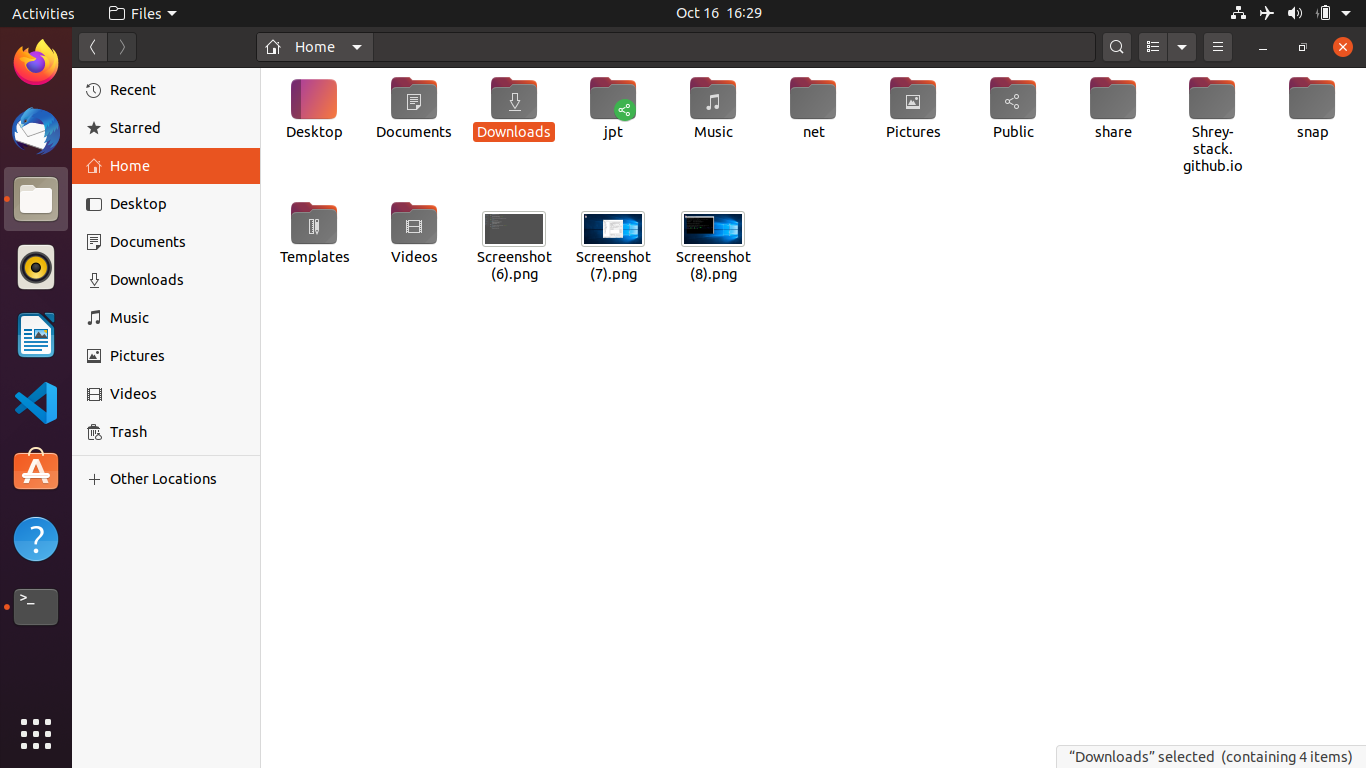 Activities
Files
Oct 16 16:29
Home
Recent
Starred
Home
Desktop
Documents
Downloads
Music
Pictures
Videos
Trash
Other Locations
Desktop
Documents
Downloads
jpt
Music
net
Pictures
Public
share
Shrey-
stack.
github.io
snap
Templates
Videos
Screenshot
(6).png
Screenshot
(7).png
Screenshot
(8).png
“Downloads” selected (containing 4 items)